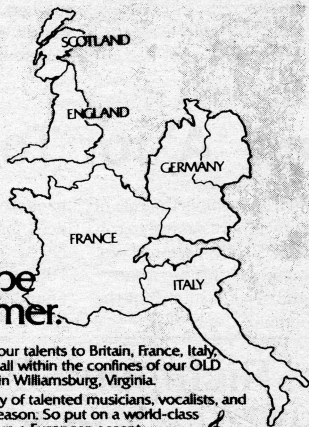 SCOTLAND
ENGLAND
GERMANY
FRANCE
ITALY
pe
mer.
our talents to Britain, France, Italy,
all within the confines of our OLD
in Williamsburg, Virginia.
y of talented musicians, vocalists, and
eason. So put on a world-class